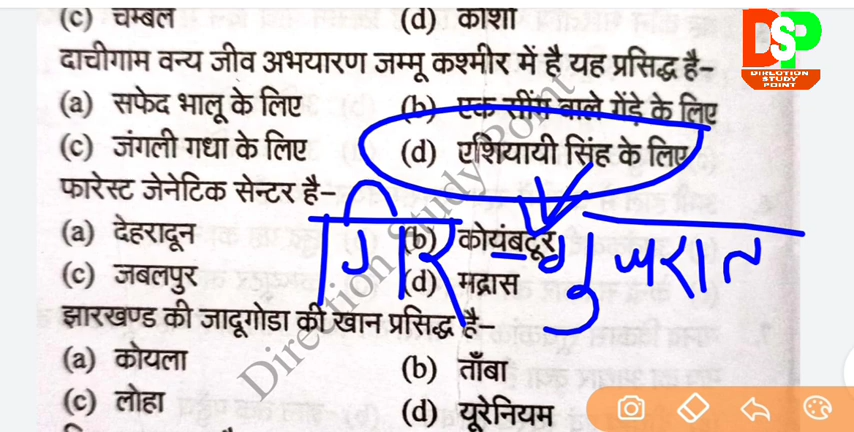 (c) चम्बल (d) कोशी
दाचीगाम वन्य जीव अभयारण जम्मू कश्मीर में है यह प्रसिद्ध है–
(a) सफेद भालू के लिए (b) एक सींग वाले गेंड़े के लिए
(c) जंगली गधा के लिए (d) एशियायी सिंह के लिए
फारेस्ट जेनेटिक सेन्टर है–
(a) देहरादून (b) कोयंबटूर
गिर गुजरात
(c) जबलपुर (d) मद्रास
झारखण्ड की जादूगोडा की खान प्रसिद्ध है–
(a) कोयला (b) ताँबा
(c) लोहा (d) यूरेनियम
DSP
DIRECTION
STUDY
POINT
Direction Study Point